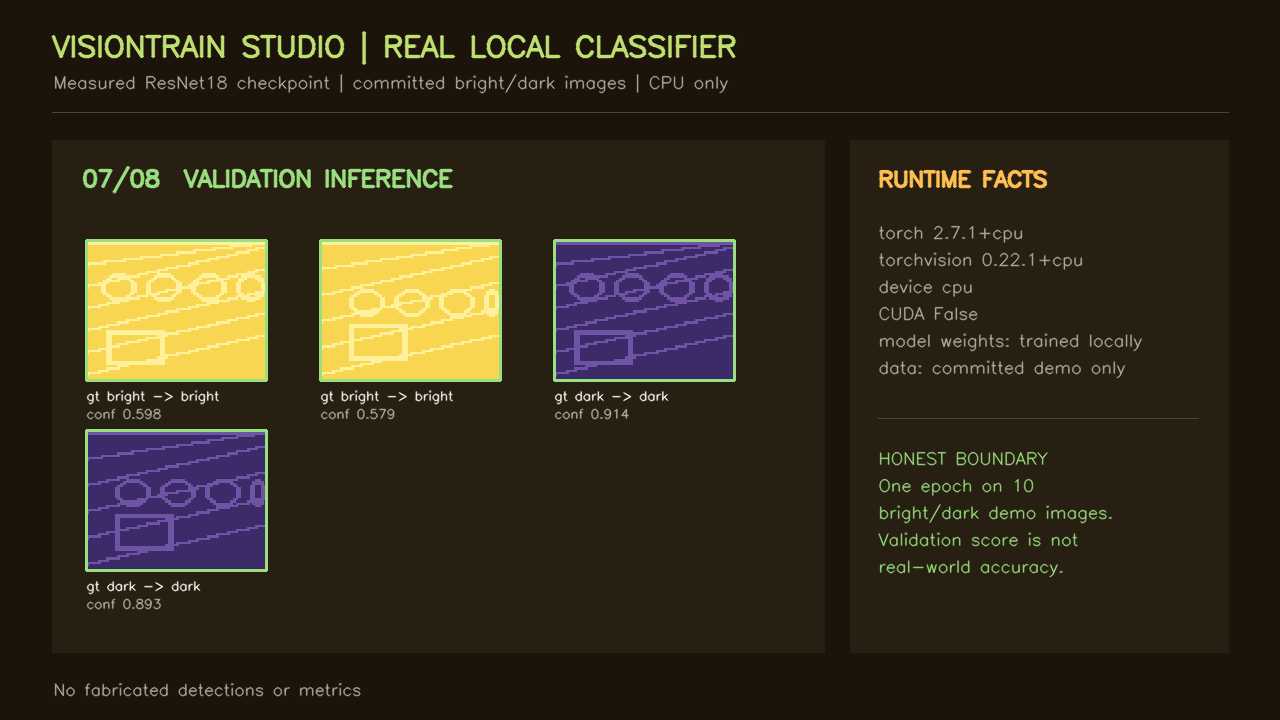 VISIONTRAIN STUDIO | REAL LOCAL CLASSIFIER
Measured ResNet18 checkpoint | committed bright/dark images | CPU only
07/08 VALIDATION INFERENCE
gt bright -> bright
conf 0.598
gt bright -> bright
conf 0.579
gt dark -> dark
conf 0.914
gt dark -> dark
conf 0.893
RUNTIME FACTS
torch 2.7.1+cpu
torchvision 0.22.1+cpu
device cpu
CUDA False
model weights: trained locally
data: committed demo only
HONEST BOUNDARY
One epoch on 10
bright/dark demo images.
Validation score is not
real-world accuracy.
No fabricated detections or metrics